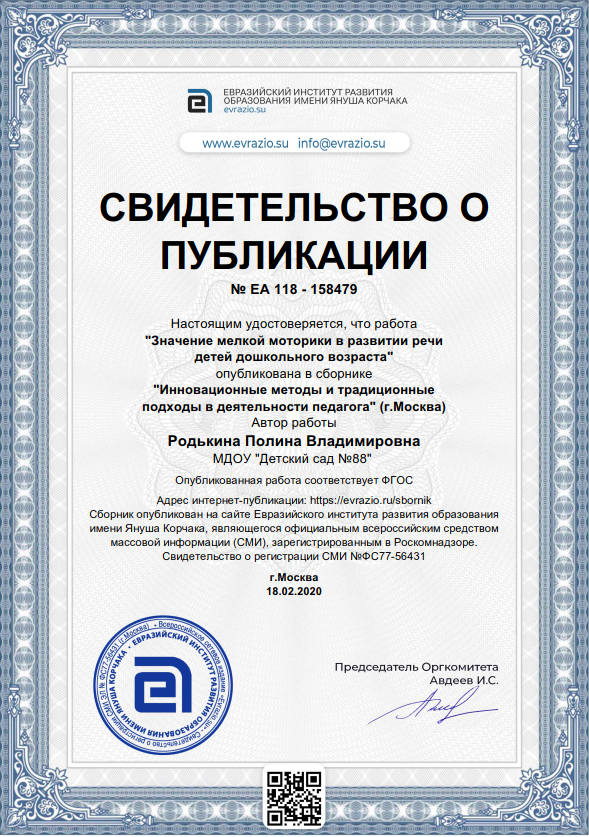 ЕВРАЗИЙСКИЙ ИНСТИТУТ РАЗВИТИЯ
ОБРАЗОВАНИЯ ИМЕНИ ЯНУША КОРЧАКА
evrazio.su
www.evrazio.su info@evrazio.su
СВИДЕТЕЛЬСТВО О
ПУБЛИКАЦИИ
№ ЕА 118 - 158479
Настоящим удостоверяется, что работа
"Значение мелкой моторики в развитии речи
детей дошкольного возраста"
опубликована в сборнике
"Инновационные методы и традиционные
подходы в деятельности педагога" (г.Москва)
Автор работы
Родькина Полина Владимировна
МДОУ "Детский сад №88"
Опубликованная работа соответствует ФГОС
Адрес интернет-публикации: https://evrazio.ru/sbornik
Сборник опубликован на сайте Евразийского института развития образования
имени Януша Корчака, являющегося официальным всероссийским средством
массовой информации (СМИ), зарегистрированным в Роскомнадзоре.
Свидетельство о регистрации СМИ №ФС77-56431
г.Москва
18.02.2020
• Всероссийское сетевое издание «Evrazio.su» • Свидетельство о регистрации СМИ ЭЛ № ФС77-56431 (г.Москва)
ЕВРАЗИЙСКИЙ ИНСТИТУТ РАЗВИТИЯ ОБРАЗОВАНИЯ ИМЕНИ ЯНУША КОРЧАКА •
Председатель Оргкомитета
Авдеев И.С.